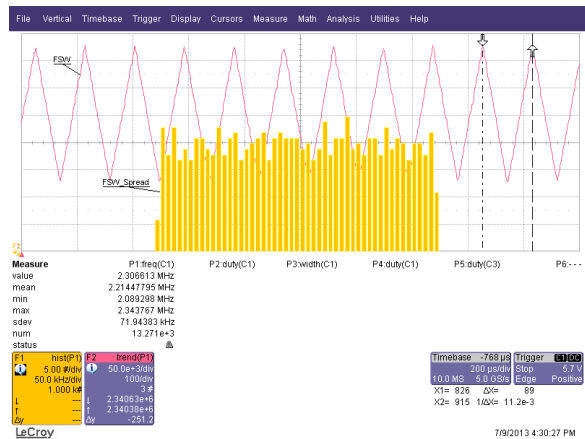 File Vertical Timebase Trigger Display Cursors Measure Math Analysis Utilities Help
FSW
FSW_Spread
F2
Measure P1:freq(C1) P2:duty(C1) P3:width(C1) P4:duty(C1) P5:duty(C3) P6:- - -
value 2.306613 MHz
mean 2.21447795 MHz
min 2.089298 MHz
max 2.343767 MHz
sdev 71.94383 kHz
num 13.271e+3
status
F1 hist(P1)
5.00 #/div
50.0 kHz/div
1.000 k#
↓ ---
↑ ---
Δy ---
F2 trend(P1)
50.0e+3/div
100/div
3 #
2.34063e+6
2.34038e+6
-251.2
Timebase -768 µs
200 µs/div
10.0 MS 5.0 GS/s
Trigger C1 DC
Stop 5.7 V
Edge Positive
X1= 826 ΔX= 89
X2= 915 1/ΔX= 11.2e-3
LeCroy
7/9/2013 4:30:27 PM